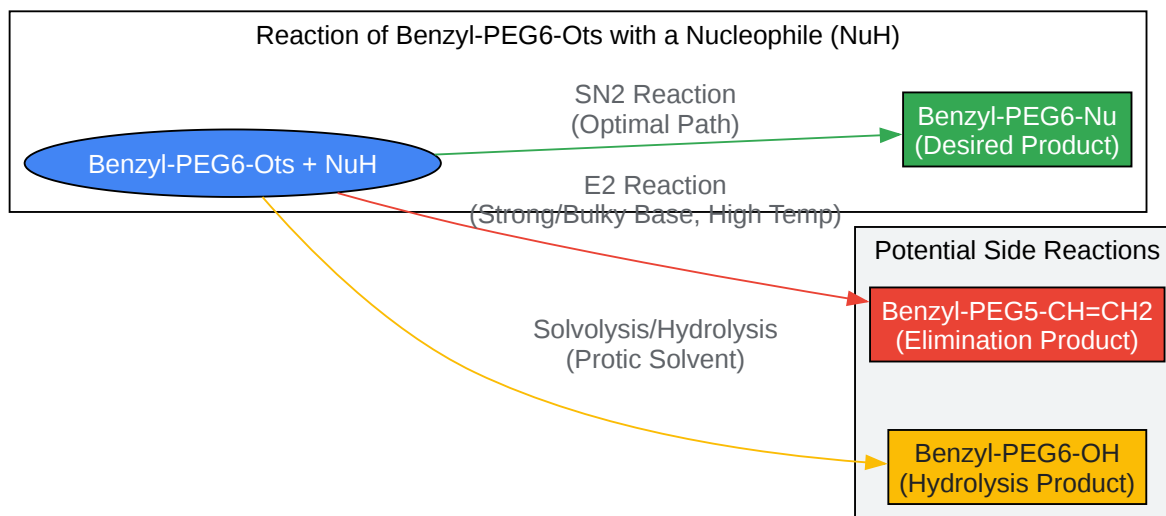 Reaction of Benzyl-PEG6-Ots with a Nucleophile (NuH)
SN2 Reaction
(Optimal Path)
Benzyl-PEG6-Nu
(Desired Product)
Benzyl-PEG6-Ots + NuH
E2 Reaction
(Strong/Bulky Base, High Temp)
Potential Side Reactions
Benzyl-PEG5-CH=CH2
(Elimination Product)
Solvolysis/Hydrolysis
(Protic Solvent)
Benzyl-PEG6-OH
(Hydrolysis Product)